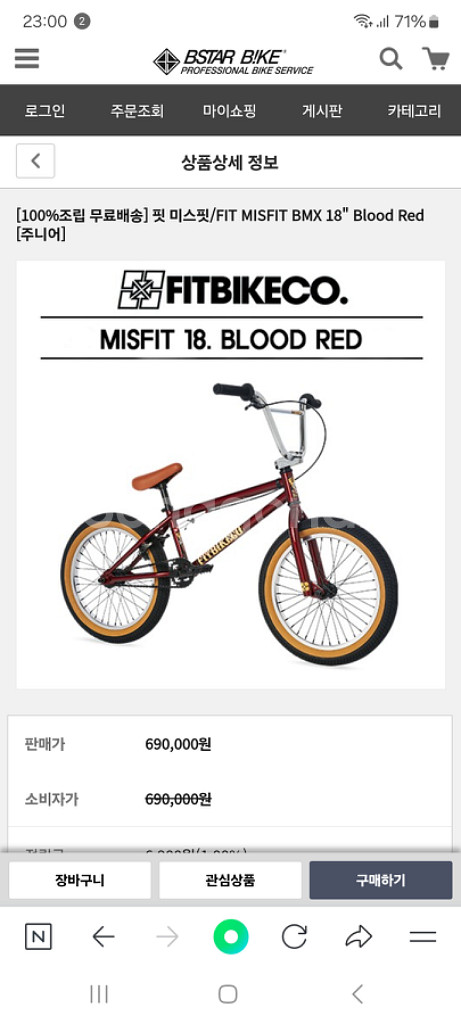 23:00 2
71%
BSTAR B!KE
PROFESSIONAL BIKE SERVICE
로그인 주문조회 마이쇼핑 게시판 카테고리
상품상세 정보
[100%조립 무료배송] 핏 미스핏/FIT MISFIT BMX 18" Blood Red
[주니어]
FITBIKECO.
MISFIT 18. BLOOD RED
FITBIKECO
판매가 690,000원
소비자가 690,000원
장바구니 관심상품 구매하기
N